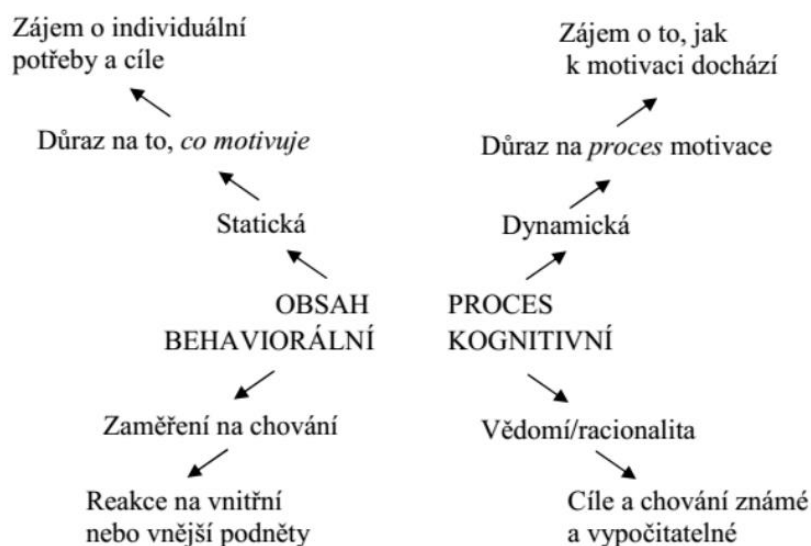 Zájem o individuální
potřeby a cíle
Zájem o to, jak
k motivaci dochází
Důraz na to, co motivuje
Důraz na proces motivace
Statická
Dynamická
OBSAH
PROCES
BEHAVIORÁLNÍ
KOGNITIVNÍ
Zaměření na chování
Vědomí/racionalita
Reakce na vnitřní
nebo vnější podněty
Cíle a chování známé
a vypočitatelné